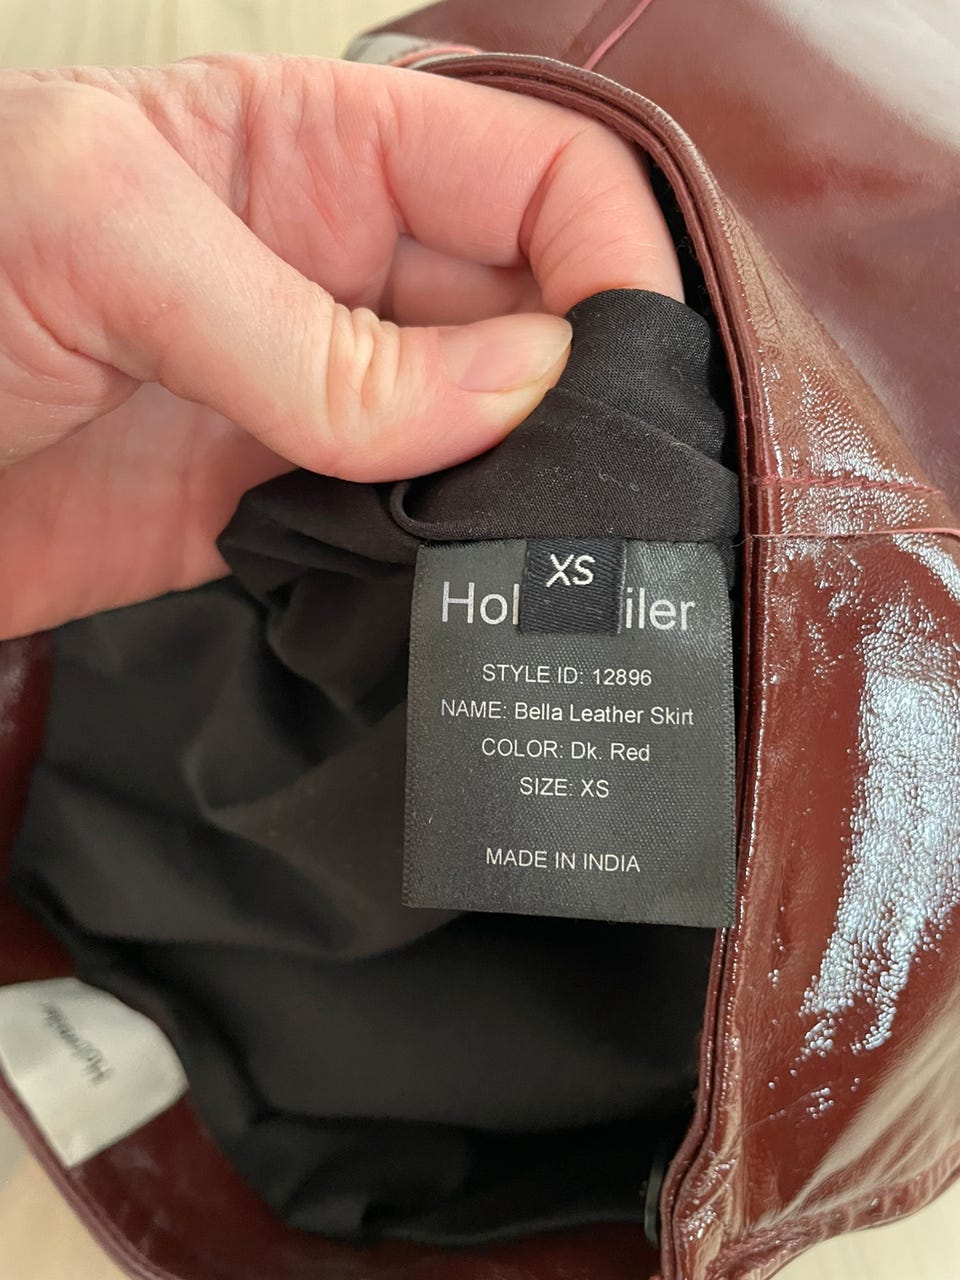 XS
Hol iler
STYLE ID: 12896
NAME: Bella Leather Skirt
COLOR: Dk. Red
SIZE: XS
MADE IN INDIA